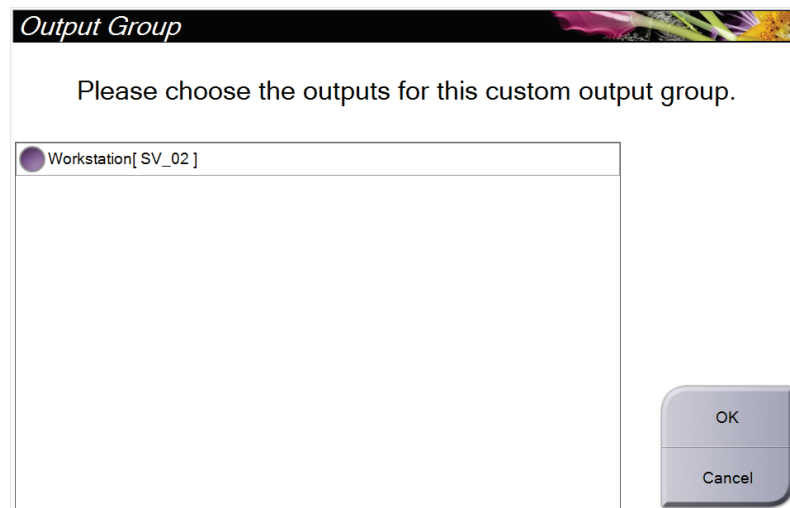 Output Group
Please choose the outputs for this custom output group.
Workstation[ SV_02 ]
OK
Cancel